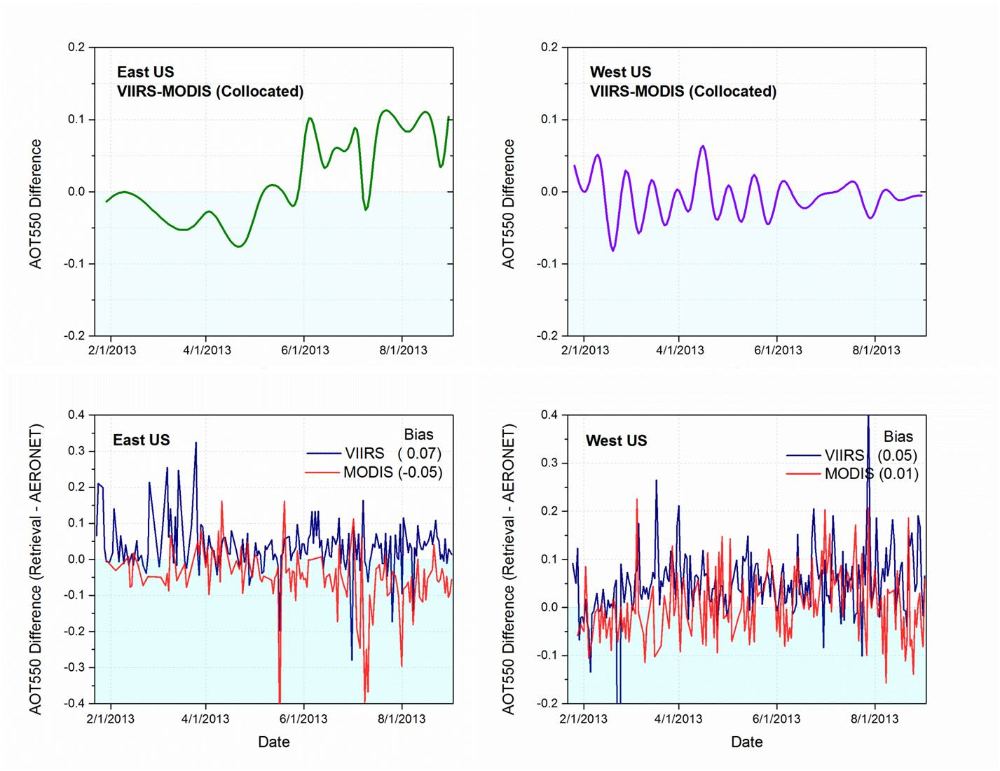 0.2
0.1
0.0
-0.1
-0.2
AOT550 Difference
East US
VIIRS-MODIS (Collocated)
2/1/2013
4/1/2013
6/1/2013
8/1/2013
0.2
0.1
0.0
-0.1
-0.2
AOT550 Difference
West US
VIIRS-MODIS (Collocated)
2/1/2013
4/1/2013
6/1/2013
8/1/2013
0.4
0.3
0.2
0.1
0.0
-0.1
-0.2
-0.3
-0.4
AOT550 Difference (Retrieval - AERONET)
East US
Bias
VIIRS ( 0.07)
MODIS (-0.05)
2/1/2013
4/1/2013
6/1/2013
8/1/2013
Date
0.4
0.3
0.2
0.1
0.0
-0.1
-0.2
AOT550 Difference (Retrieval - AERONET)
West US
Bias
VIIRS (0.05)
MODIS (0.01)
2/1/2013
4/1/2013
6/1/2013
8/1/2013
Date